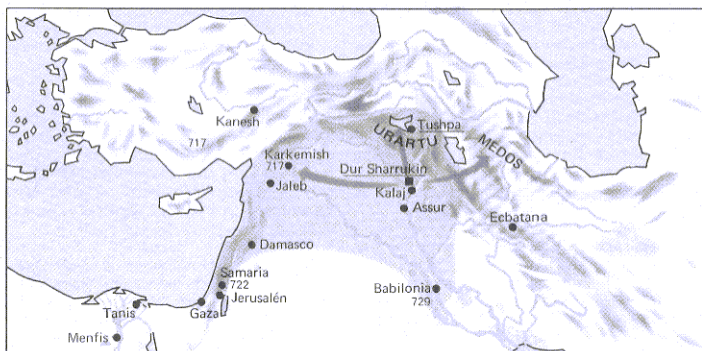 Kanesh
717
Karkemish
717
Jaleb
URARTU
Tushpa
MEDOS
Dur Sharrukin
Kalaj
Assur
Ecbatana
Damasco
Samaria
722
Jerusalén
Gaza
Tanis
Menfis
Babilonia
729